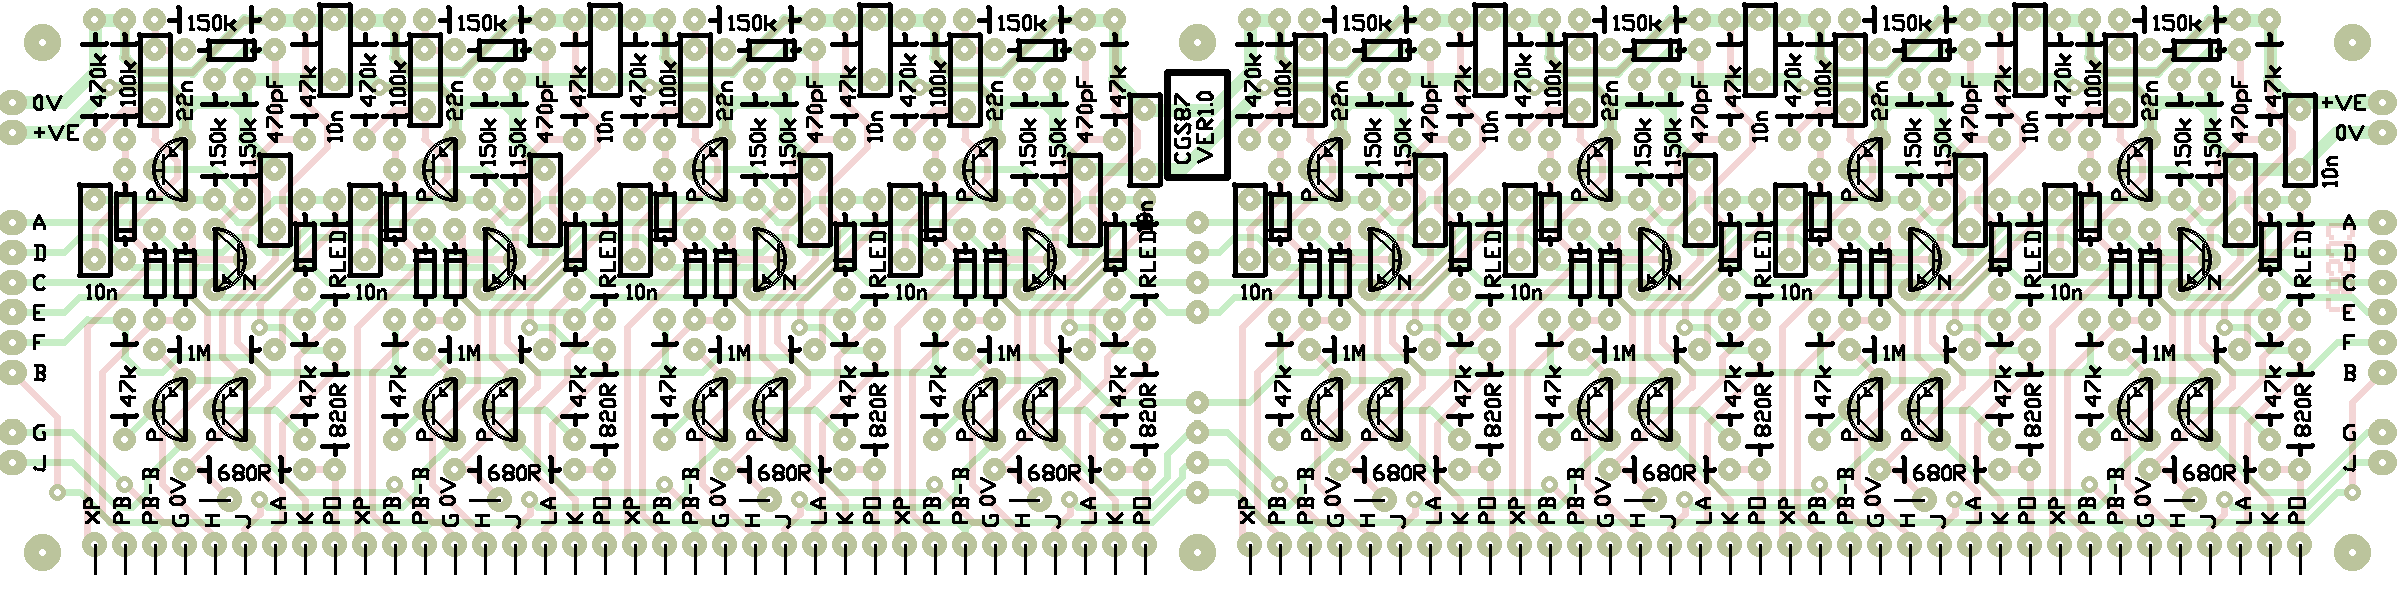 150k 150k 150k 150k 150k 150k 150k 150k
0V 470k 100k 22n 470pF 47k 470k 100k 22n 470pF 47k 470k 100k 22n 470pF 47k 470k 100k 22n 470pF 47k CGS87 470k 100k 22n 470pF 47k 470k 100k 22n 470pF 47k 470k 100k 22n 470pF 47k 470k 100k 22n 470pF 47k +VE
+VE 150k 150k 10n 150k 150k 10n 150k 150k 10n 150k 150k VER1.0 150k 150k 10n 150k 150k 10n 150k 150k 10n 150k 150k 0V
P P P P P P P P 10n
A 10n A
D RLED RLED RLED RLED RLED RLED RLED RLED D
C N N N N N N N N C
10n 10n 10n 10n 10n 10n 10n 10n
E E
F 1M 1M 1M 1M 1M 1M 1M 1M F
B 47k 47k 47k 47k 47k 47k 47k 47k 47k 47k 47k 47k 47k 47k 47k 47k B
820R 820R 820R 820R 820R 820R 820R 820R
G P P P P P P P P P P P P P P P P G
J 680R 680R 680R 680R 680R 680R 680R 680R J
XP PB PB-B G 0V H J LA K PD XP PB PB-B G 0V H J LA K PD XP PB PB-B G 0V H J LA K PD XP PB PB-B G 0V H J LA K PD XP PB PB-B G 0V H J LA K PD XP PB PB-B G 0V H J LA K PD XP PB PB-B G 0V H J LA K PD XP PB PB-B G 0V H J LA K PD